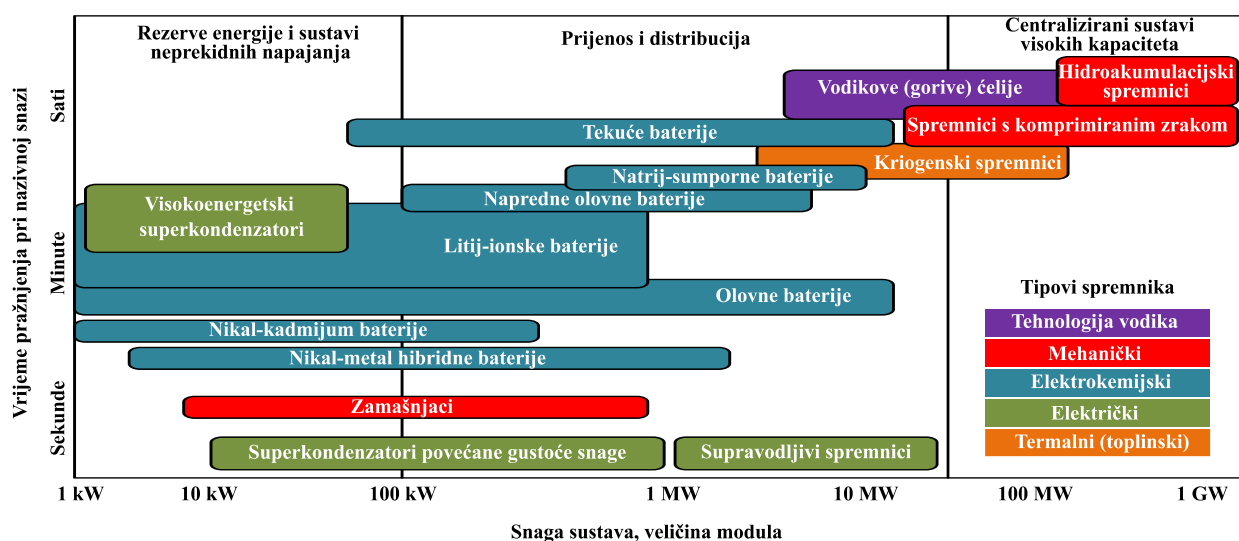 Rezerve energije i sustavi
neprekidnih napajanja
Prijenos i distribucija
Centralizirani sustavi
visokih kapaciteta
Vrijeme pražnjenja pri nazivnoj snazi
Sati
Minute
Sekunde
Vodikove (gorive) ćelije
Hidroakumulacijski
spremnici
Tekuće baterije
Spremnici s komprimiranim zrakom
Kriogenski spremnici
Natrij-sumporne baterije
Napredne olovne baterije
Visokoenergetski
superkondenzatori
Litij-ionske baterije
Olovne baterije
Nikal-kadmijum baterije
Nikal-metal hibridne baterije
Zamašnjaci
Superkondenzatori povećane gustoće snage
Supravodljivi spremnici
Tipovi spremnika
Tehnologija vodika
Mehanički
Elektrokemijski
Električki
Termalni (toplinski)
1 kW
10 kW
100 kW
1 MW
10 MW
100 MW
1 GW
Snaga sustava, veličina modula